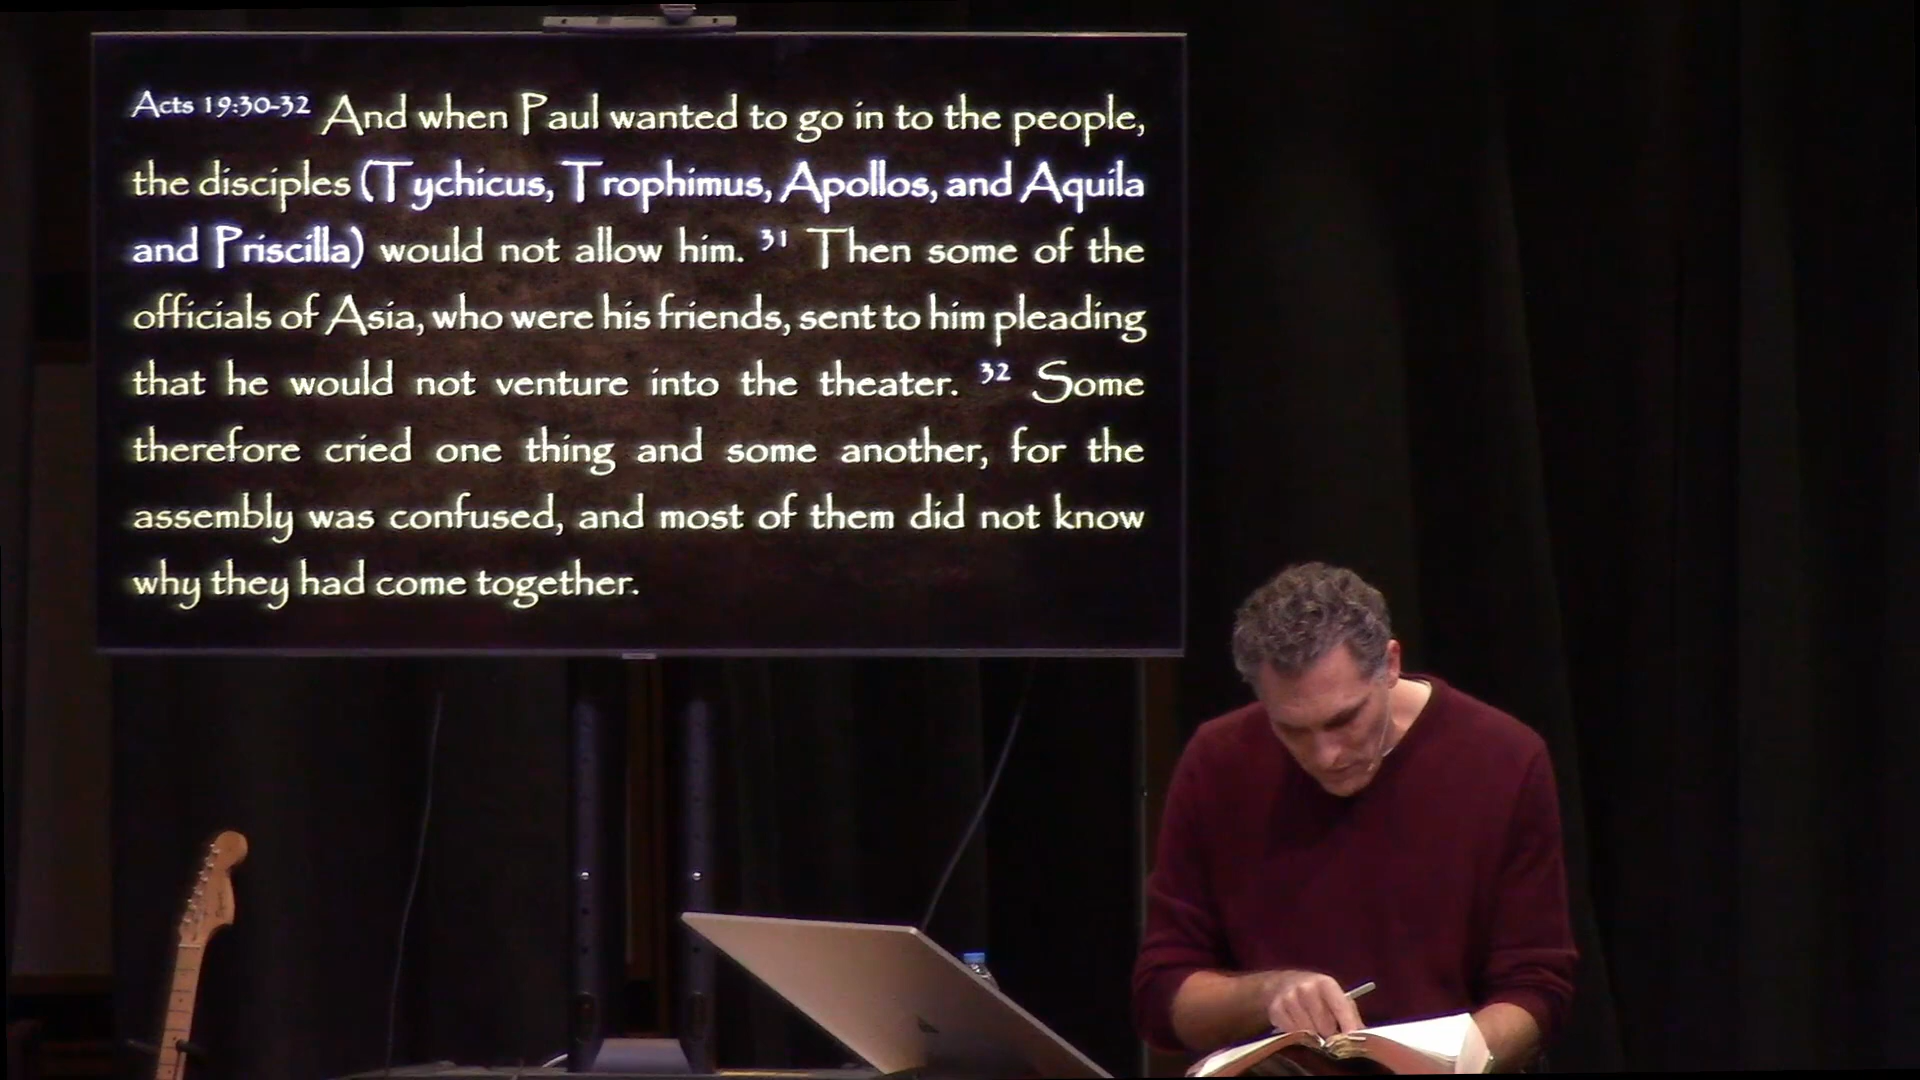 Acts 19:30-32 And when Paul wanted to go in to the people,
the disciples (Tychicus, Trophimus, Apollos, and Aquila
and Priscilla) would not allow him. 31 Then some of the
officials of Asia, who were his friends, sent to him pleading
that he would not venture into the theater. 32 Some
therefore cried one thing and some another, for the
assembly was confused, and most of them did not know
why they had come together.